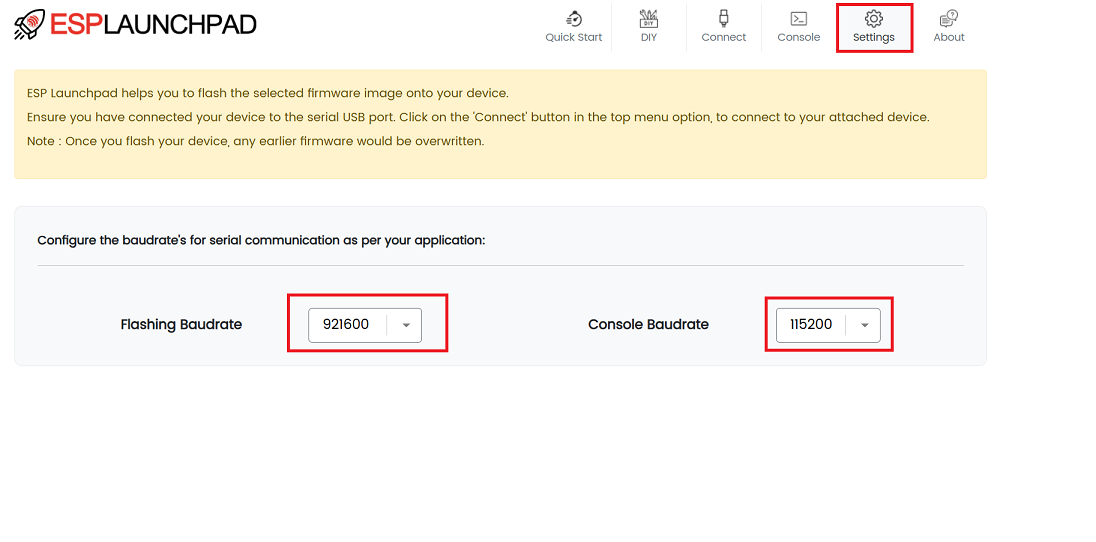 ESPLAUNCHPAD
Quick Start
DIY
DIY
Connect
Console
Settings
About
ESP Launchpad helps you to flash the selected firmware image onto your device.
Ensure you have connected your device to the serial USB port. Click on the 'Connect' button in the top menu option, to connect to your attached device.
Note : Once you flash your device, any earlier firmware would be overwritten.
Configure the baudrate's for serial communication as per your application:
Flashing Baudrate
921600
Console Baudrate
115200